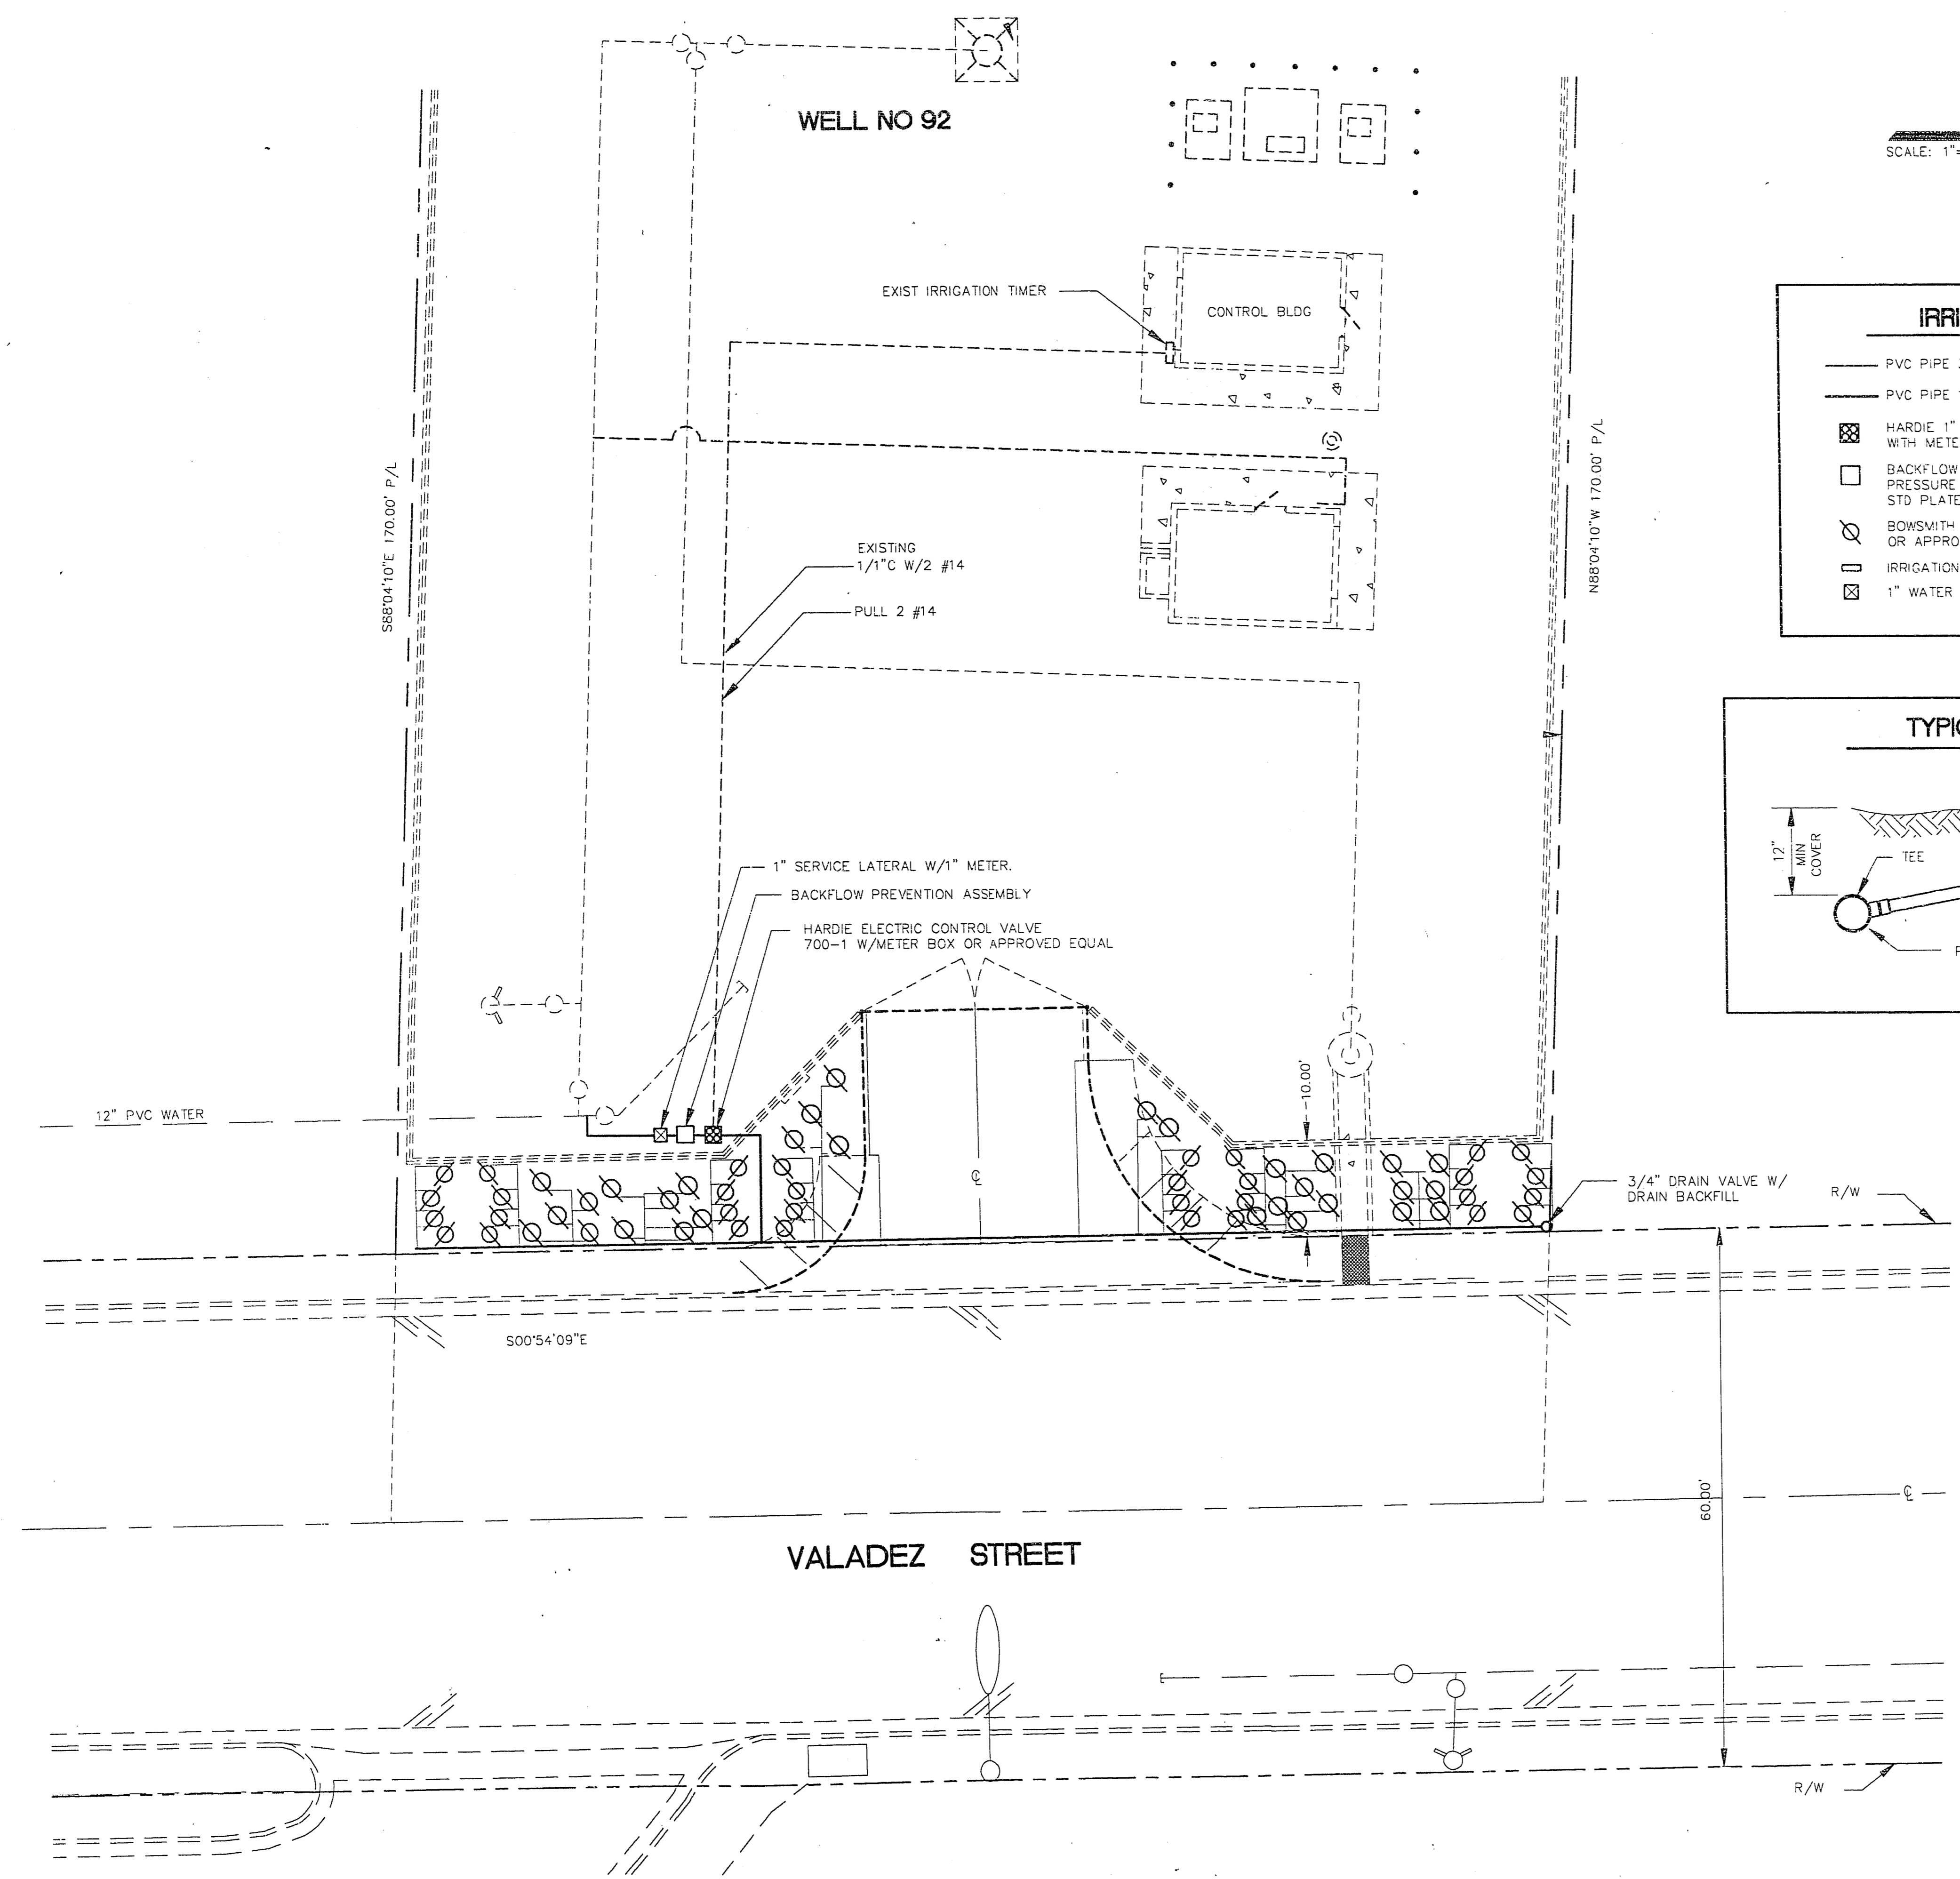 WELL NO 92
SCALE: 1"=
EXIST IRRIGATION TIMER
CONTROL BLDG
IRRI
PVC PIPE
PVC PIPE
HARDIE 1"
WITH METE
BACKFLOW
PRESSURE
STD PLATE
BOWSMITH
OR APPRO
IRRIGATION
1" WATER
S88°04'10"E 170.00' P/L
N88°04'10"W 170.00' P/L
EXISTING
1/1"C W/2 #14
PULL 2 #14
TYPIC
12"
MIN
COVER
TEE
P
1" SERVICE LATERAL W/1" METER.
BACKFLOW PREVENTION ASSEMBLY
HARDIE ELECTRIC CONTROL VALVE
700-1 W/METER BOX OR APPROVED EQUAL
10.00'
12" PVC WATER
℄
3/4" DRAIN VALVE W/
DRAIN BACKFILL
R/W
S00°54'09"E
60.00'
℄
VALADEZ STREET
R/W